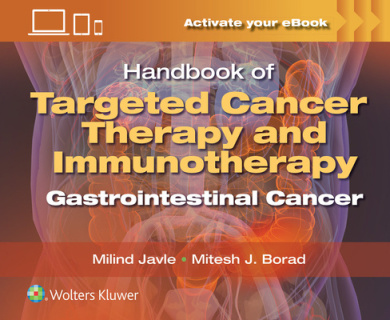 Activate your eBook
Handbook of
Targeted Cancer
Therapy and
Immunotherapy
Gastrointestinal Cancer
Milind Javle • Mitesh J. Borad
Wolters Kluwer